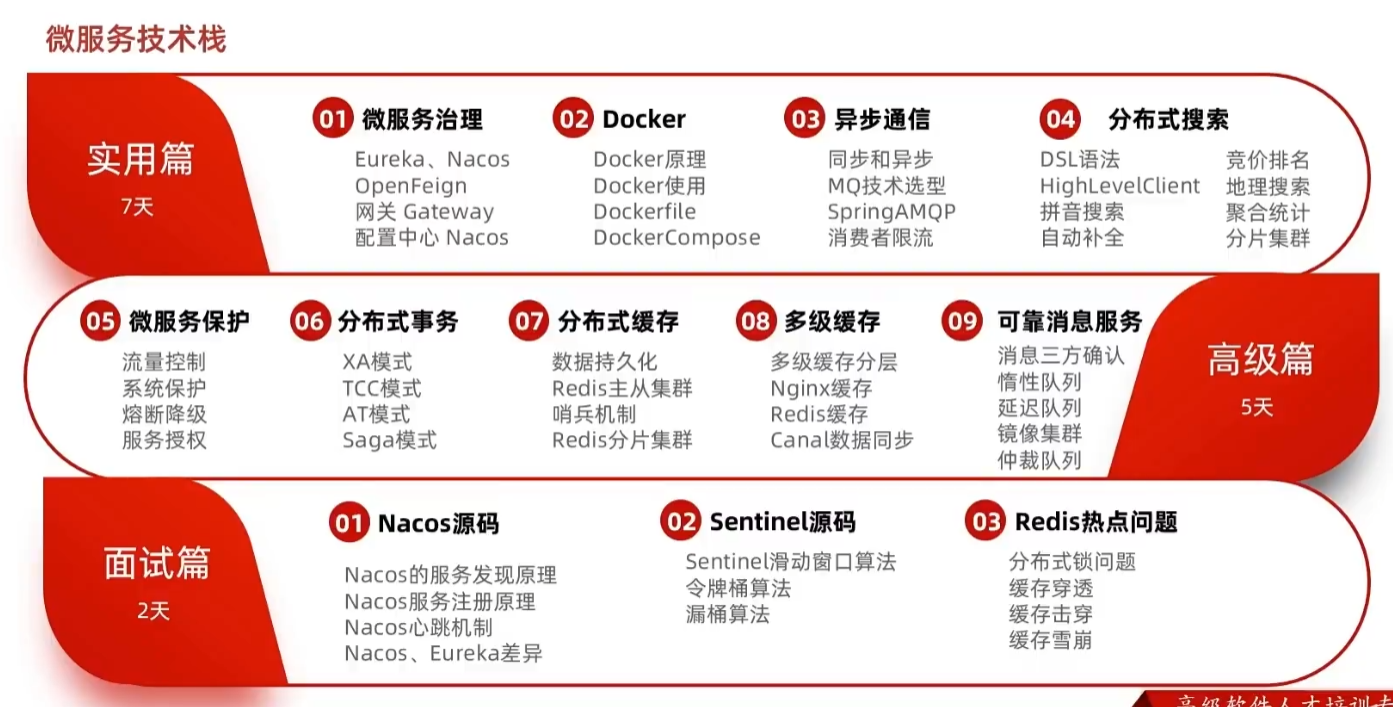 微服务技术栈
实用篇
7天
01 微服务治理
Eureka、Nacos
OpenFeign
网关 Gateway
配置中心 Nacos
02 Docker
Docker原理
Docker使用
Dockerfile
DockerCompose
03 异步通信
同步和异步
MQ技术选型
SpringAMQP
消费者限流
04 分布式搜索
DSL语法
HighLevelClient
拼音搜索
自动补全
竞价排名
地理搜索
聚合统计
分片集群
05 微服务保护
流量控制
系统保护
熔断降级
服务授权
06 分布式事务
XA模式
TCC模式
AT模式
Saga模式
07 分布式缓存
数据持久化
Redis主从集群
哨兵机制
Redis分片集群
08 多级缓存
多级缓存分层
Nginx缓存
Redis缓存
Canal数据同步
09 可靠消息服务
消息三方确认
惰性队列
延迟队列
镜像集群
仲裁队列
高级篇
5天
面试篇
2天
01 Nacos源码
Nacos的服务发现原理
Nacos服务注册原理
Nacos心跳机制
Nacos、Eureka差异
02 Sentinel源码
Sentinel滑动窗口算法
令牌桶算法
漏桶算法
03 Redis热点问题
分布式锁问题
缓存穿透
缓存击穿
缓存雪崩
高级软件人才培训专